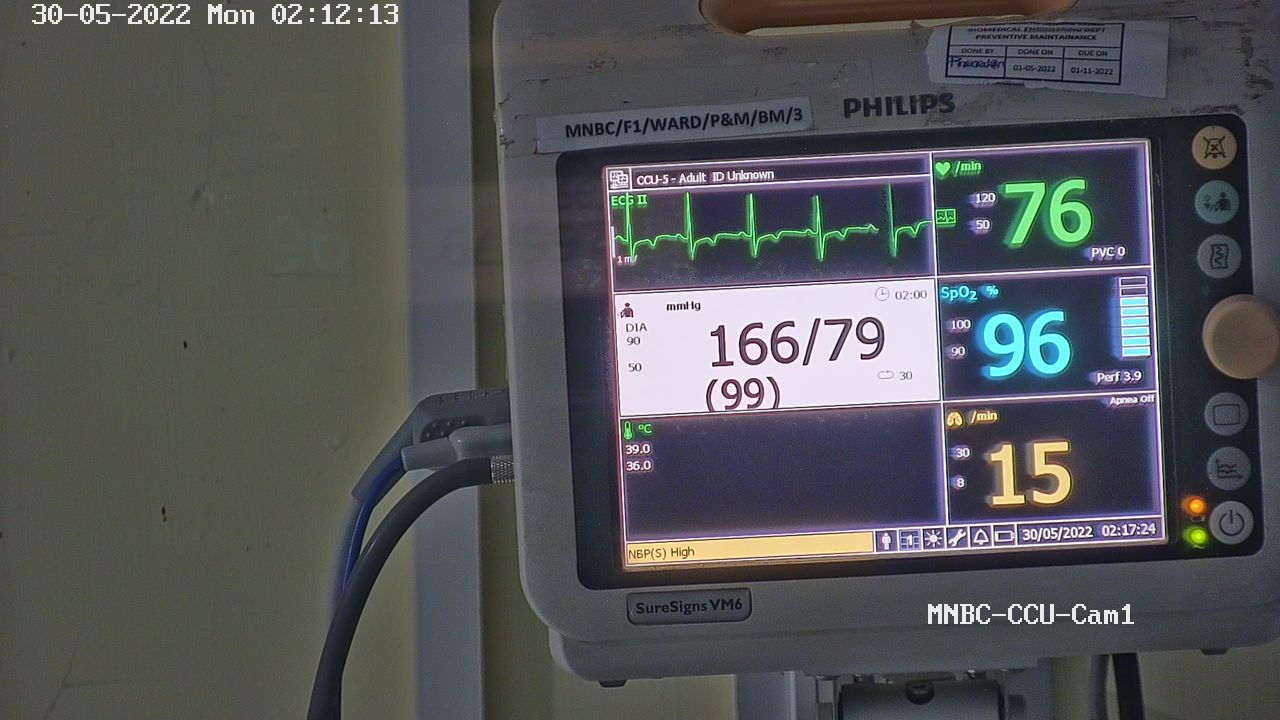 30-05-2022 Mon 02:12:13
BIOMEDICAL ENGINEERING DEPT
PREVENTIVE MAINTAINANCE
DONE BY DONE ON DUE ON
01-05-2022 01-11-2022
PHILIPS
MNBC/F1/WARD/P&M/BM/3
CCU-5 - Adult ID Unknown
ECG II
1 mV
/min
120
50
76
PVC 0
mmHg
02:00
DIA
90
50
166/79
(99)
30
SpO2 %
100
90
96
Perf 3.9
°C
39.0
36.0
Apnea Off
/min
30
8
15
NBP(S) High
1
30/05/2022 02:17:24
SureSigns VM6
MNBC-CCU-Cam1